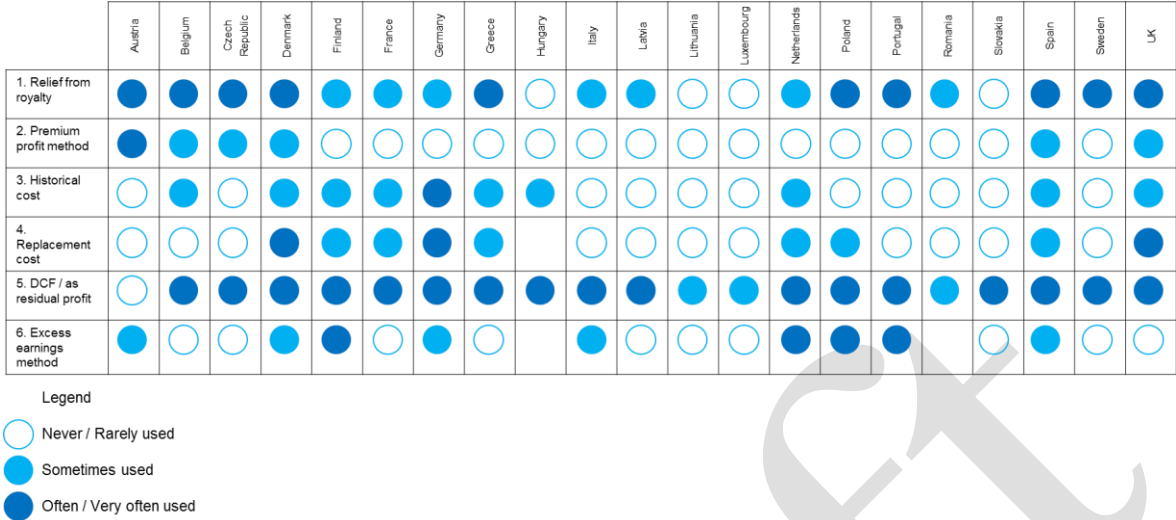 Austria
Belgium
Czech
Republic
Denmark
Finland
France
Germany
Greece
Hungary
Italy
Latvia
Lithuania
Luxembourg
Netherlands
Poland
Portugal
Romania
Slovakia
Spain
Sweden
UK
1. Relief from
royalty
2. Premium
profit method
3. Historical
cost
4.
Replacement
cost
5. DCF / as
residual profit
6. Excess
earnings
method
Legend
Never / Rarely used
Sometimes used
Often / Very often used